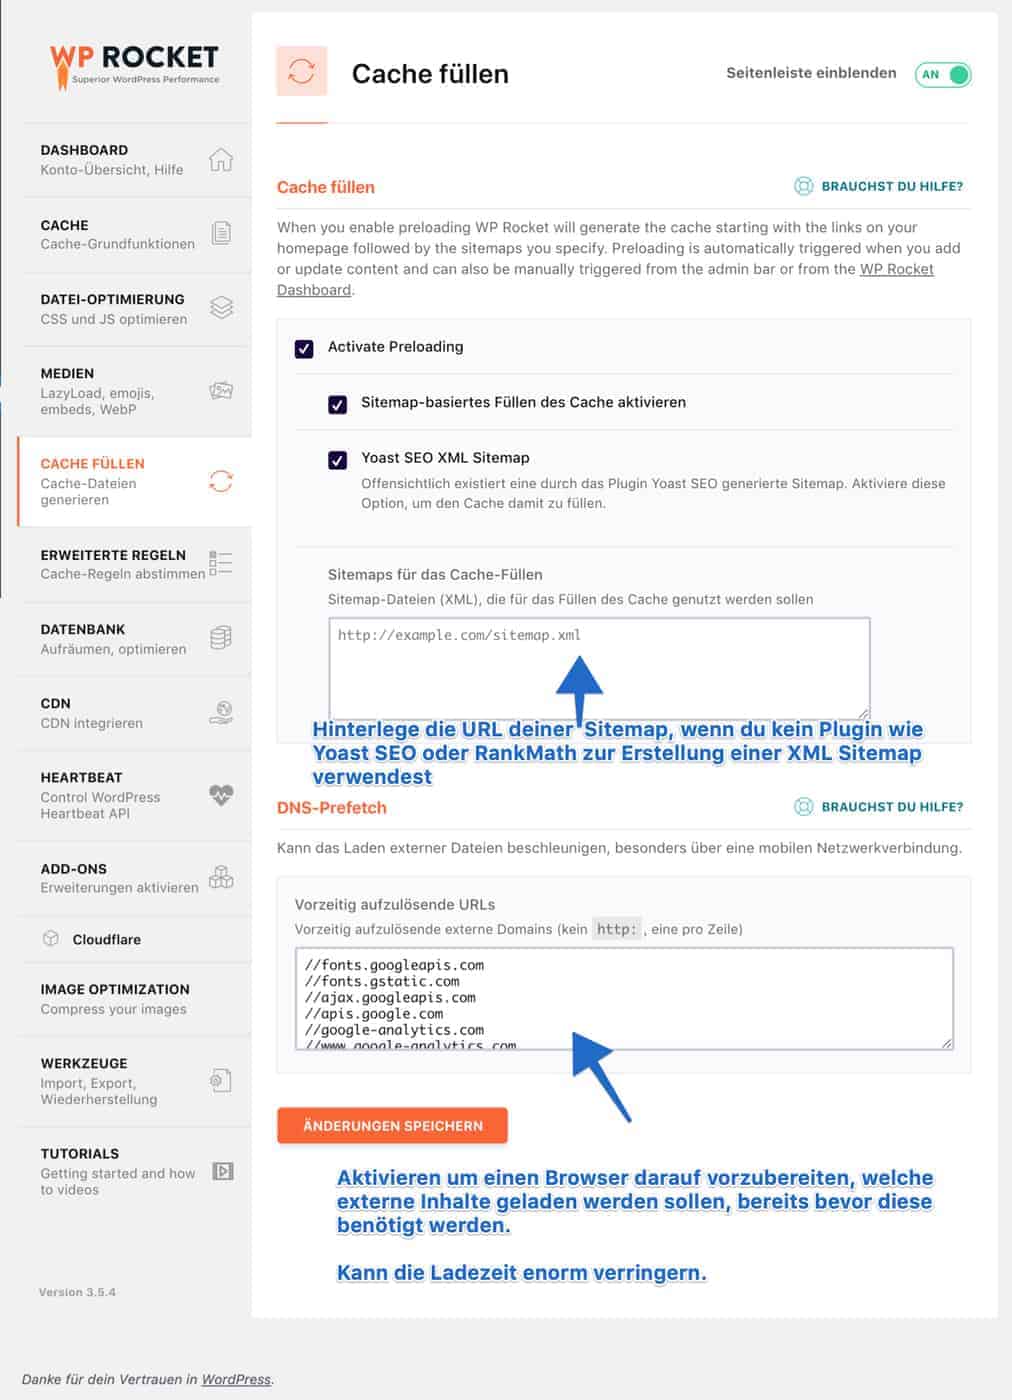 WP ROCKET
Superior WordPress Performance
DASHBOARD
Konto-Übersicht, Hilfe
CACHE
Cache-Grundfunktionen
DATEI-OPTIMIERUNG
CSS und JS optimieren
MEDIEN
LazyLoad, emojis,
embeds, WebP
CACHE FÜLLEN
Cache-Dateien
generieren
ERWEITERTE REGELN
Cache-Regeln abstimmen
DATENBANK
Aufräumen, optimieren
CDN
CDN integrieren
HEARTBEAT
Control WordPress
Heartbeat API
ADD-ONS
Erweiterungen aktivieren
Cloudflare
IMAGE OPTIMIZATION
Compress your images
WERKZEUGE
Import, Export,
Wiederherstellung
TUTORIALS
Getting started and how
to videos
Version 3.5.4
Cache füllen
Seitenleiste einblenden
AN
Cache füllen
BRAUCHST DU HILFE?
When you enable preloading WP Rocket will generate the cache starting with the links on your
homepage followed by the sitemaps you specify. Preloading is automatically triggered when you add
or update content and can also be manually triggered from the admin bar or from the WP Rocket
Dashboard.
Activate Preloading
Sitemap-basiertes Füllen des Cache aktivieren
Yoast SEO XML Sitemap
Offensichtlich existiert eine durch das Plugin Yoast SEO generierte Sitemap. Aktiviere diese
Option, um den Cache damit zu füllen.
Sitemaps für das Cache-Füllen
Sitemap-Dateien (XML), die für das Füllen des Cache genutzt werden sollen
http://example.com/sitemap.xml
Hinterlege die URL deiner Sitemap, wenn du kein Plugin wie
Yoast SEO oder RankMath zur Erstellung einer XML Sitemap
verwendest
DNS-Prefetch
BRAUCHST DU HILFE?
Kann das Laden externer Dateien beschleunigen, besonders über eine mobilen Netzwerkverbindung.
Vorzeitig aufzulösende URLs
Vorzeitig aufzulösende externe Domains (kein http: , eine pro Zeile)
//fonts.googleapis.com
//fonts.gstatic.com
//ajax.googleapis.com
//apis.google.com
//google-analytics.com
//www.google-analytics.com
ÄNDERUNGEN SPEICHERN
Aktivieren um einen Browser darauf vorzubereiten, welche
externe Inhalte geladen werden sollen, bereits bevor diese
benötigt werden.
Kann die Ladezeit enorm verringern.
Danke für dein Vertrauen in WordPress.